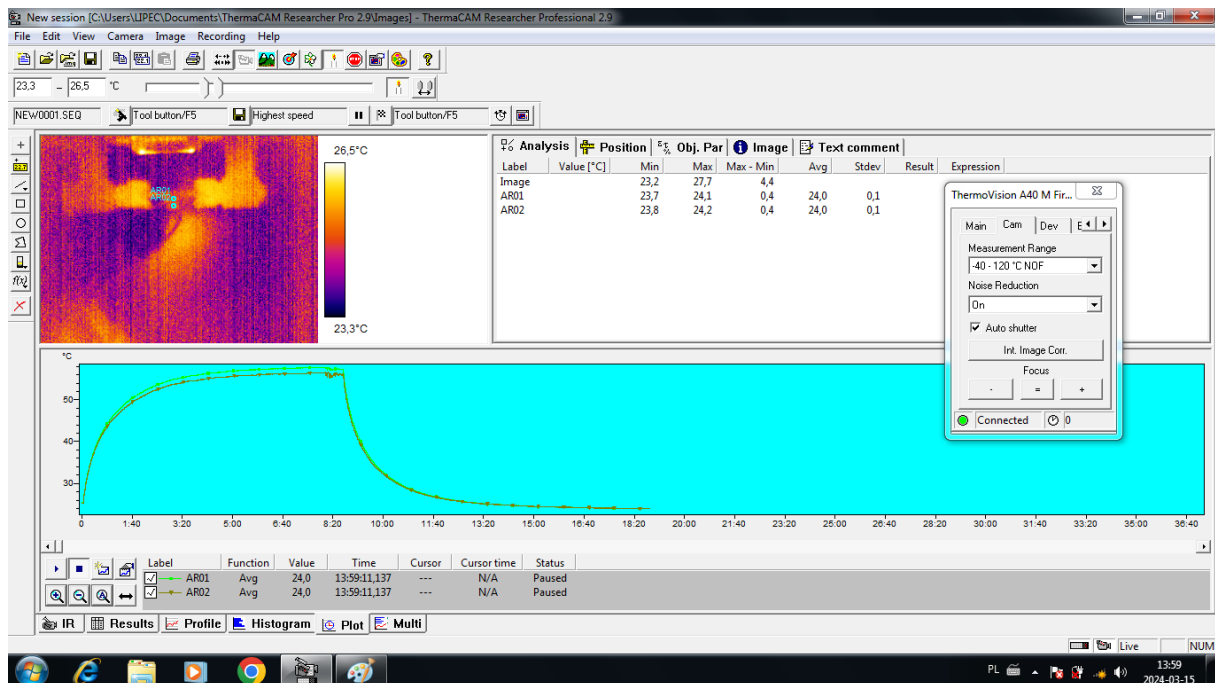 New session [C:\Users\LIPEC\Documents\ThermaCAM Researcher Pro 2.9\Images] - ThermaCAM Researcher Professional 2.9
File Edit View Camera Image Recording Help
23,3 - 26,5 °C
NEW0001.SEQ Tool button/F5 Highest speed Tool button/F5
26,5°C
AR01
AR02
23,3°C
Analysis Position Obj. Par Image Text comment
Label Value [°C] Min Max Max - Min Avg Stdev Result Expression
Image 23,2 27,7 4,4
AR01 23,7 24,1 0,4 24,0 0,1
AR02 23,8 24,2 0,4 24,0 0,1
ThermoVision A40 M Fir...
Main Cam Dev E
Measurement Range
-40 - 120 °C NOF
Noise Reduction
On
Auto shutter
Int. Image Corr.
Focus
- = +
Connected 0
°C
50
40
30
0 1:40 3:20 5:00 6:40 8:20 10:00 11:40 13:20 15:00 16:40 18:20 20:00 21:40 23:20 25:00 26:40 28:20 30:00 31:40 33:20 35:00 36:40
Label Function Value Time Cursor Cursor time Status
AR01 Avg 24,0 13:59:11,137 --- N/A Paused
AR02 Avg 24,0 13:59:11,137 --- N/A Paused
IR Results Profile Histogram Plot Multi
Live NUM
PL 13:59
2024-03-15